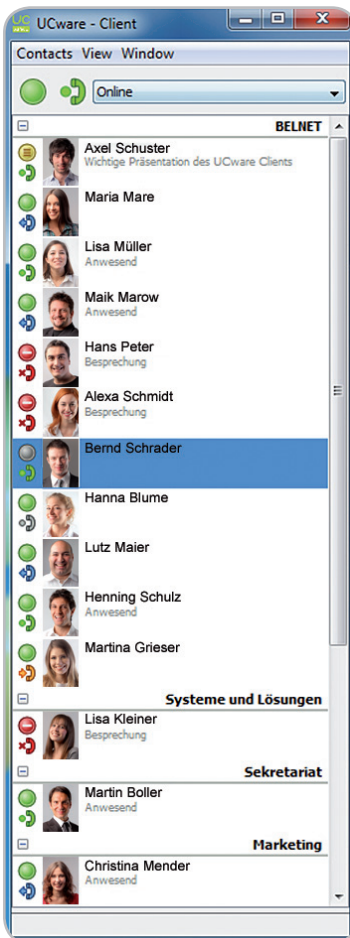 UCware - Client
Contacts View Window
Online
BELNET
Axel Schuster
Wichtige Präsentation des UCware Clients
Maria Mare
Lisa Müller
Anwesend
Maik Marow
Anwesend
Hans Peter
Besprechung
Alexa Schmidt
Besprechung
Bernd Schrader
Hanna Blume
Lutz Maier
Henning Schulz
Anwesend
Martina Grieser
Systeme und Lösungen
Lisa Kleiner
Besprechung
Sekretariat
Martin Boller
Anwesend
Marketing
Christina Mender
Anwesend